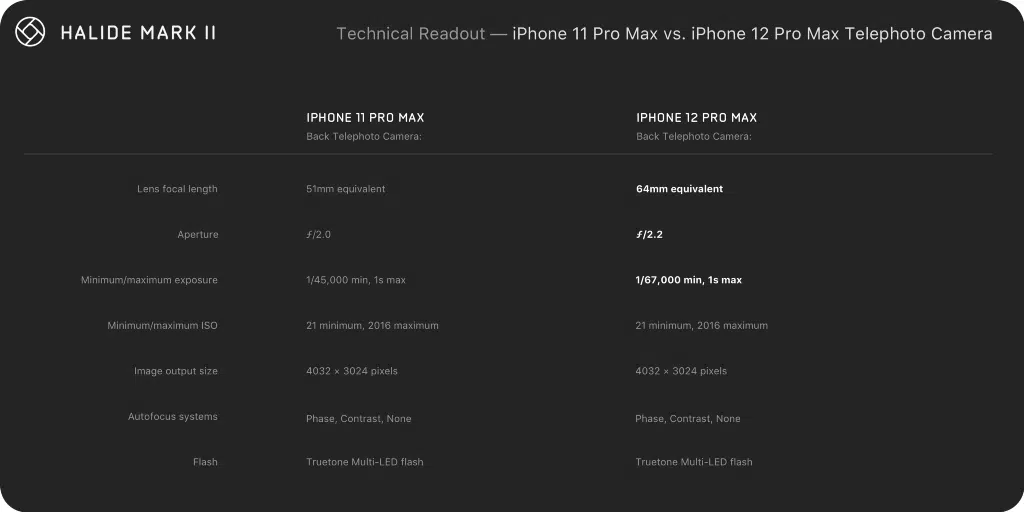 HALIDE MARK II
Technical Readout — iPhone 11 Pro Max vs. iPhone 12 Pro Max Telephoto Camera
IPHONE 11 PRO MAX IPHONE 12 PRO MAX
Back Telephoto Camera: Back Telephoto Camera:
Lens focal length 51mm equivalent 64mm equivalent
Aperture ƒ/2.0 ƒ/2.2
Minimum/maximum exposure 1/45,000 min, 1s max 1/67,000 min, 1s max
Minimum/maximum ISO 21 minimum, 2016 maximum 21 minimum, 2016 maximum
Image output size 4032 × 3024 pixels 4032 × 3024 pixels
Autofocus systems Phase, Contrast, None Phase, Contrast, None
Flash Truetone Multi-LED flash Truetone Multi-LED flash